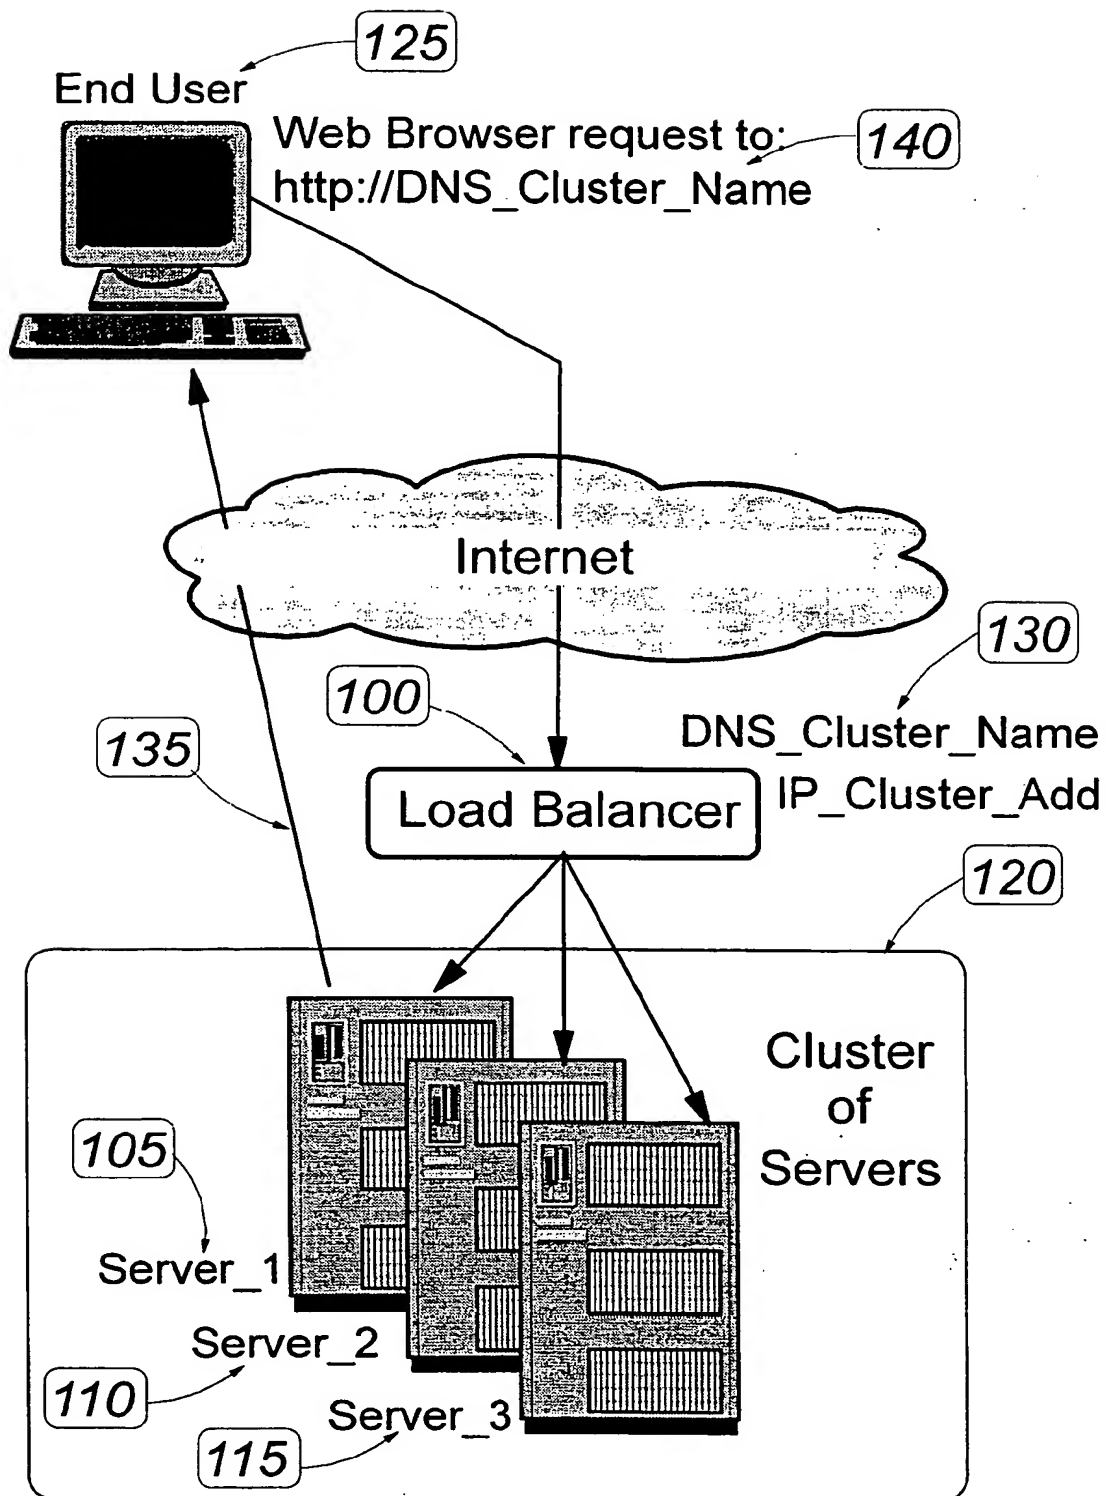 125
End User
Web Browser request to:
140
http://DNS_Cluster_Name
Internet
130
100
DNS_Cluster_Name
135
IP_Cluster_Add
Load Balancer
120
Cluster
of
Servers
105
Server_1
Server_2
110
Server_3
115